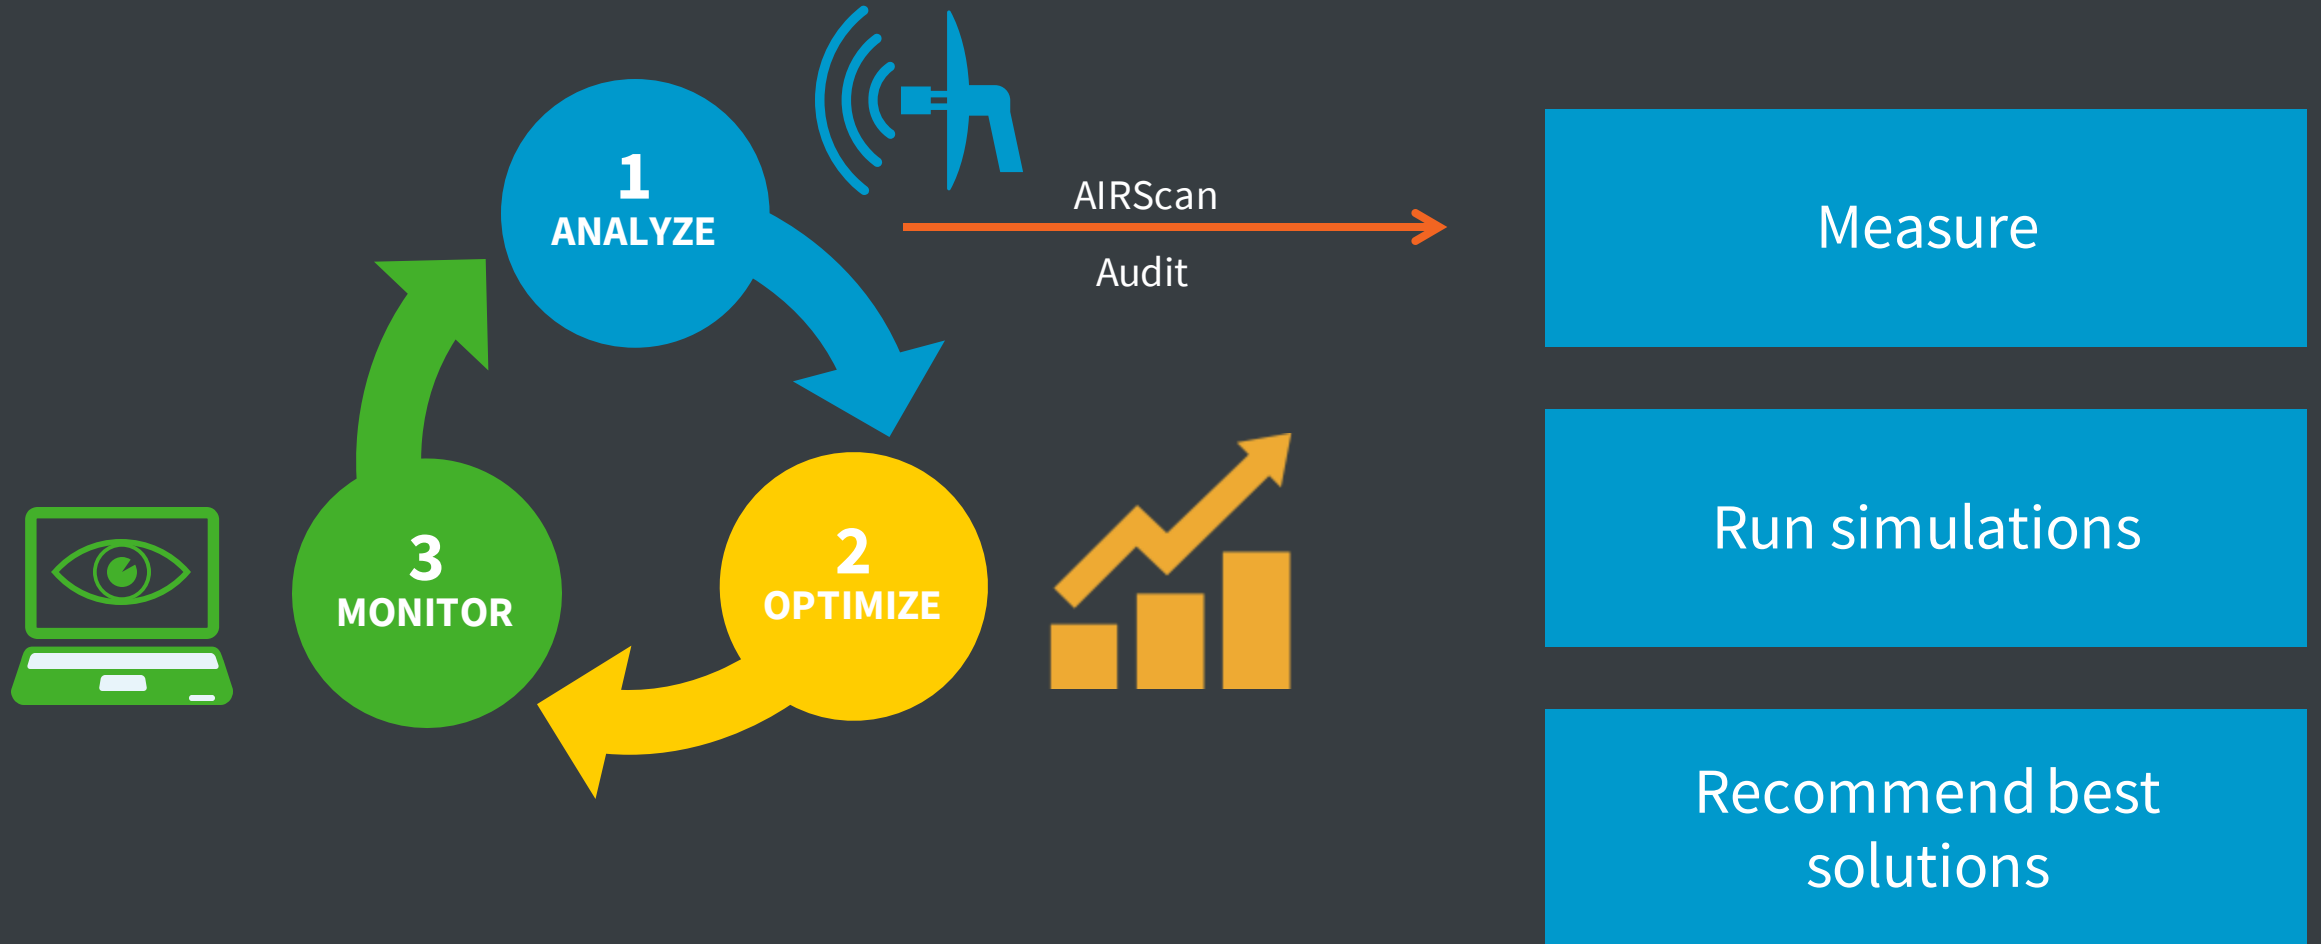 1
ANALYZE
AIRScan
Audit
2
OPTIMIZE
3
MONITOR
Measure
Run simulations
Recommend best
solutions